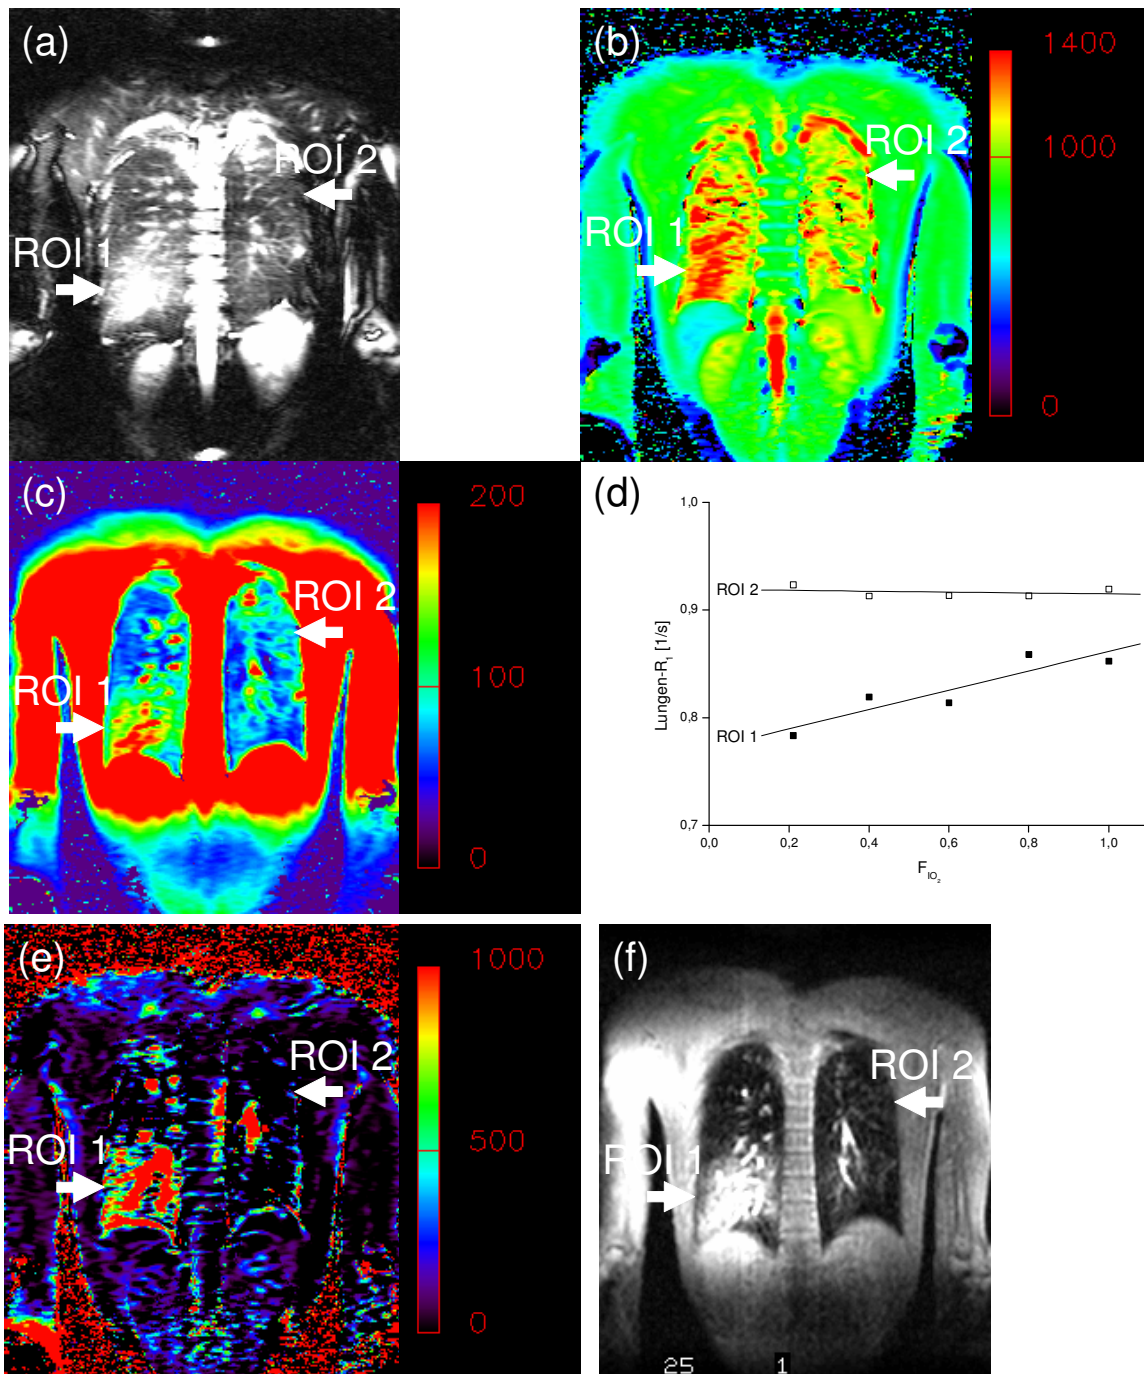 (a)
ROI 2
ROI 1
(b)
ROI 2
ROI 1
1400
1000
0
(c)
ROI 2
ROI 1
200
100
0
(d)
1,0
0,9
0,8
0,7
Lungen-R₁ [1/s]
ROI 2
ROI 1
0,0 0,2 0,4 0,6 0,8 1,0
F_IO₂
(e)
ROI 2
ROI 1
1000
500
0
(f)
ROI 2
ROI 1
25 1